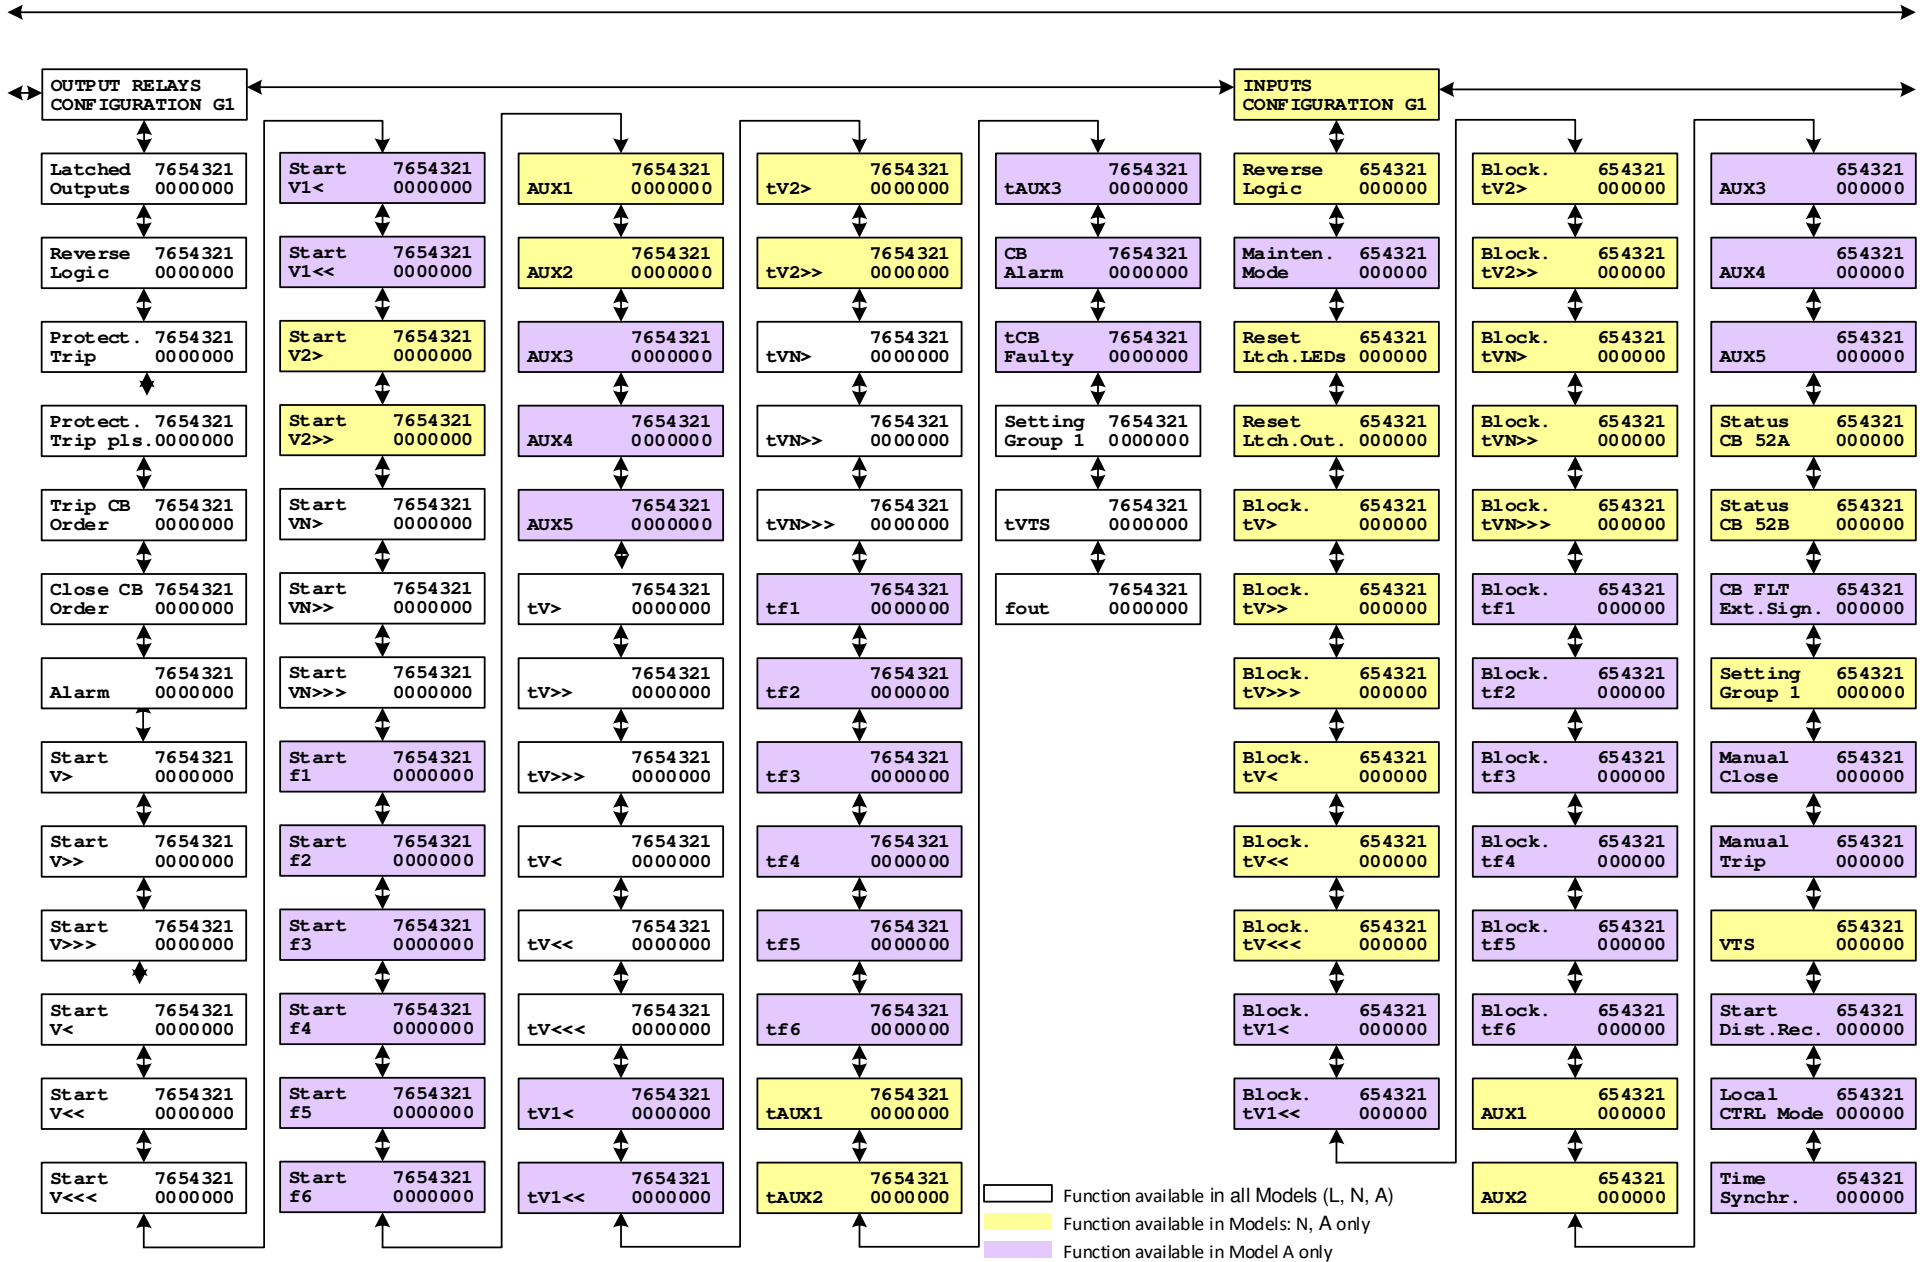 OUTPUT RELAYS
CONFIGURATION G1
Latched 7654321
Outputs 0000000
Reverse 7654321
Logic 0000000
Protect. 7654321
Trip 0000000
Protect. 7654321
Trip pls. 0000000
Trip CB 7654321
Order 0000000
Close CB 7654321
Order 0000000
7654321
Alarm 0000000
Start 7654321
V> 0000000
Start 7654321
V>> 0000000
Start 7654321
V>>> 0000000
Start 7654321
V< 0000000
Start 7654321
V<< 0000000
Start 7654321
V<<< 0000000
Start 7654321
V1< 0000000
Start 7654321
V1<< 0000000
Start 7654321
V2> 0000000
Start 7654321
V2>> 0000000
Start 7654321
VN> 0000000
Start 7654321
VN>> 0000000
Start 7654321
VN>>> 0000000
Start 7654321
f1 0000000
Start 7654321
f2 0000000
Start 7654321
f3 0000000
Start 7654321
f4 0000000
Start 7654321
f5 0000000
Start 7654321
f6 0000000
7654321
AUX1 0000000
7654321
AUX2 0000000
7654321
AUX3 0000000
7654321
AUX4 0000000
7654321
AUX5 0000000
7654321
tV> 0000000
7654321
tV>> 0000000
7654321
tV>>> 0000000
7654321
tV< 0000000
7654321
tV<< 0000000
7654321
tV<<< 0000000
7654321
tV1< 0000000
7654321
tV1<< 0000000
7654321
tV2> 0000000
7654321
tV2>> 0000000
7654321
tVN> 0000000
7654321
tVN>> 0000000
7654321
tVN>>> 0000000
7654321
tf1 0000000
7654321
tf2 0000000
7654321
tf3 0000000
7654321
tf4 0000000
7654321
tf5 0000000
7654321
tf6 0000000
7654321
tAUX1 0000000
7654321
tAUX2 0000000
7654321
tAUX3 0000000
CB 7654321
Alarm 0000000
tCB 7654321
Faulty 0000000
Setting 7654321
Group 1 0000000
7654321
tVTS 0000000
7654321
fout 0000000
INPUTS
CONFIGURATION G1
Reverse 654321
Logic 000000
Mainten. 654321
Mode 000000
Reset 654321
Ltch.LEDs 000000
Reset 654321
Ltch.Out. 000000
Block. 654321
tV> 000000
Block. 654321
tV>> 000000
Block. 654321
tV>>> 000000
Block. 654321
tV< 000000
Block. 654321
tV<< 000000
Block. 654321
tV<<< 000000
Block. 654321
tV1< 000000
Block. 654321
tV1<< 000000
Block. 654321
tV2> 000000
Block. 654321
tV2>> 000000
Block. 654321
tVN> 000000
Block. 654321
tVN>> 000000
Block. 654321
tVN>>> 000000
Block. 654321
tf1 000000
Block. 654321
tf2 000000
Block. 654321
tf3 000000
Block. 654321
tf4 000000
Block. 654321
tf5 000000
Block. 654321
tf6 000000
654321
AUX1 000000
654321
AUX2 000000
654321
AUX3 000000
654321
AUX4 000000
654321
AUX5 000000
Status 654321
CB 52A 000000
Status 654321
CB 52B 000000
CB FLT 654321
Ext.Sign. 000000
Setting 654321
Group 1 000000
Manual 654321
Close 000000
Manual 654321
Trip 000000
654321
VTS 000000
Start 654321
Dist.Rec. 000000
Local 654321
CTRL Mode 000000
Time 654321
Synchr. 000000
Function available in all Models (L, N, A)
Function available in Models: N, A only
Function available in Model A only